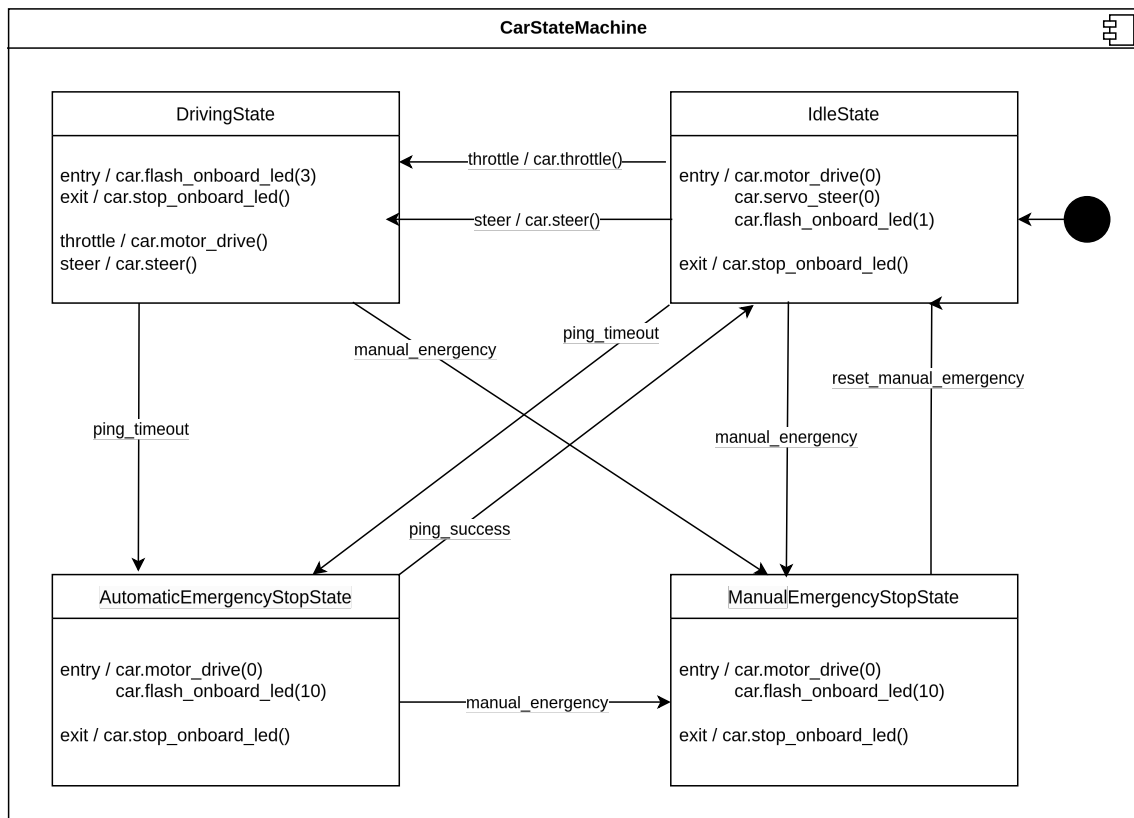 CarStateMachine
DrivingState
entry / car.flash_onboard_led(3)
exit / car.stop_onboard_led()
throttle / car.motor_drive()
steer / car.steer()
throttle / car.throttle()
steer / car.steer()
IdleState
entry / car.motor_drive(0)
car.servo_steer(0)
car.flash_onboard_led(1)
exit / car.stop_onboard_led()
ping_timeout
manual_energency
reset_manual_emergency
ping_timeout
manual_energency
ping_success
AutomaticEmergencyStopState
entry / car.motor_drive(0)
car.flash_onboard_led(10)
exit / car.stop_onboard_led()
manual_energency
ManualEmergencyStopState
entry / car.motor_drive(0)
car.flash_onboard_led(10)
exit / car.stop_onboard_led()